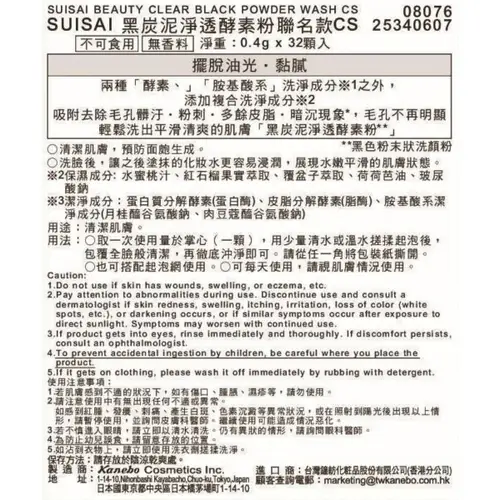 SUISAI BEAUTY CLEAR BLACK POWDER WASH CS
SUISAI 黑炭泥淨透酵素粉聯名款CS
08076
25340607
不可食用 無香料 淨重：0.4g x 32顆入
擺脫油光・黏膩
兩種「酵素、」「胺基酸系」洗淨成分※1之外，
添加複合洗淨成分※2
吸附去除毛孔髒汙・粉刺・多餘皮脂・暗沉現象*，毛孔不再明顯
輕鬆洗出平滑清爽的肌膚「黑炭泥淨透酵素粉**」
**黑色粉末狀洗顏粉
○清潔肌膚，預防面皰生成。
○洗臉後，讓之後塗抹的化妝水更容易浸潤，展現水嫩平滑的肌膚狀態。
※2保濕成分: 水蜜桃汁、紅石榴果實萃取、覆盆子萃取、荷荷芭油、玻尿
酸鈉
※3潔淨成分：蛋白質分解酵素(蛋白酶)、皮脂分解酵素(脂酶)、胺基酸系潔
淨成分(月桂醯谷氨酸鈉、肉豆蔻醯谷氨酸鈉)
用途：清潔肌膚。
用法：○取一次使用量於掌心（一顆），用少量清水或溫水搓揉起泡後，
包覆全臉般清潔，再徹底沖淨即可。請從任一角將包裝紙撕開。
○也可搭配起泡網使用。○可每天使用，請視肌膚情況使用。
Caution:
1.Do not use if skin has wounds, swelling, or eczema, etc.
2.Pay attention to abnormalities during use. Discontinue use and consult a
dermatologist if skin redness, swelling, itching, irritation, loss of color (white
spots, etc.), or darkening occurs, or if similar symptoms occur after exposure to
direct sunlight. Symptoms may worsen with continued use.
3.If product gets into eyes, rinse immediately and thoroughly. If discomfort persists,
consult an ophthalmologist.
4.To prevent accidental ingestion by children, be careful where you place the
product.
5.If it gets on clothing, please wash it off immediately by rubbing with detergent.
使用注意事項：
1.若肌膚感到不適的狀況下，如有傷口、腫脹、濕疹等，請勿使用。
2.請注意使用中有無出現任何不適或異常。
如感到紅腫、發癢、刺痛、產生白斑、色素沉澱等異常狀況，或在照射到陽光後出現以上情
形，請暫停使用，並詢問皮膚科醫師。繼續使用可能造成情況惡化。
3.若不慎進入眼睛，請立即以清水清洗。仍有異狀的情形，請詢問眼科醫師。
4.為防止幼兒誤食，請留意存放的位置。
5.如沾到衣物上，請立即使用洗衣劑搓揉洗淨。
保存方法：請存放於陰涼乾爽處。
製造商：Kanebo Cosmetics Inc.
地址：1-14-10,Nihonbashi Kayabacho,Chuo-ku,Tokyo,Japan
日本國東京都中央區日本橋茅場町1-14-10
進口商：台灣鐘紡化粧品股份有限公司(香港分公司)
電郵：marketing@twkanebo.com.hk